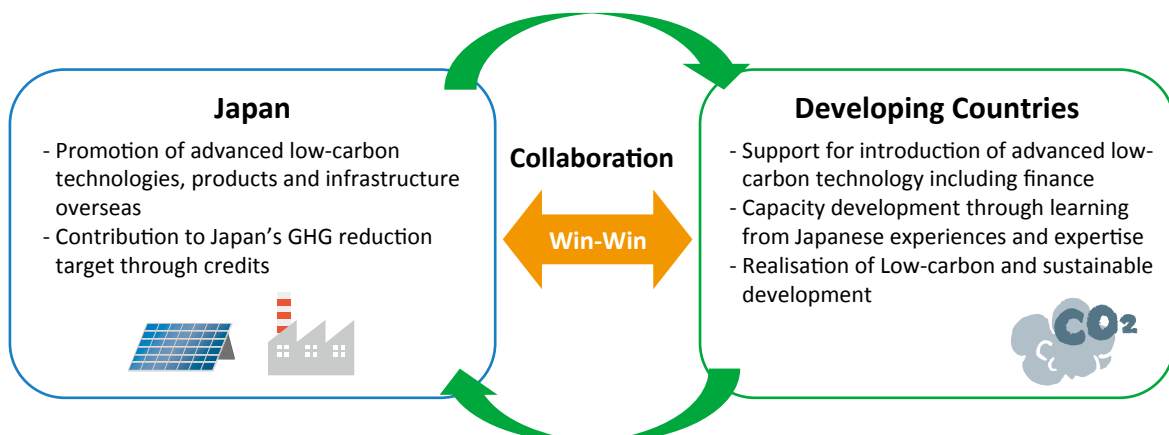 Japan
- Promotion of advanced low-carbon
technologies, products and infrastructure
overseas
- Contribution to Japan's GHG reduction
target through credits
Collaboration
Win-Win
Developing Countries
- Support for introduction of advanced low-
carbon technology including finance
- Capacity development through learning
from Japanese experiences and expertise
- Realisation of Low-carbon and sustainable
development
CO2